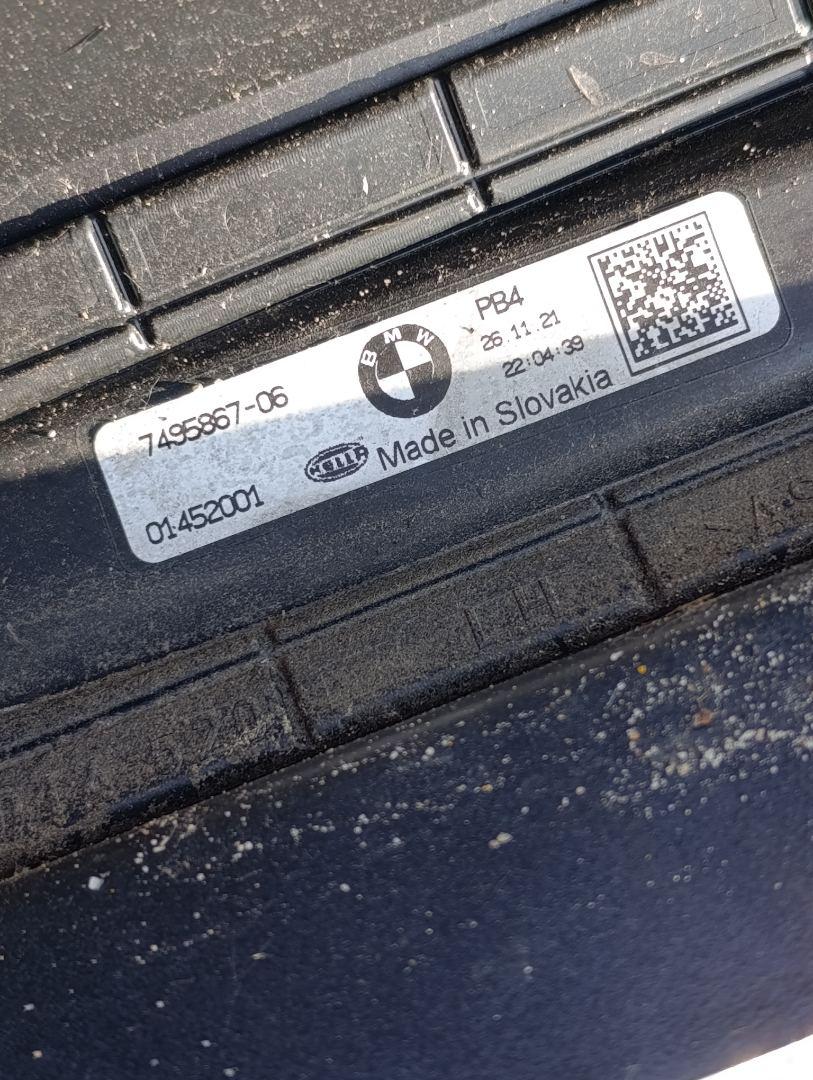 7495867-06
BMW
PB4
26.11.21
22:04:39
01452001
HELLA
Made in Slovakia
LH